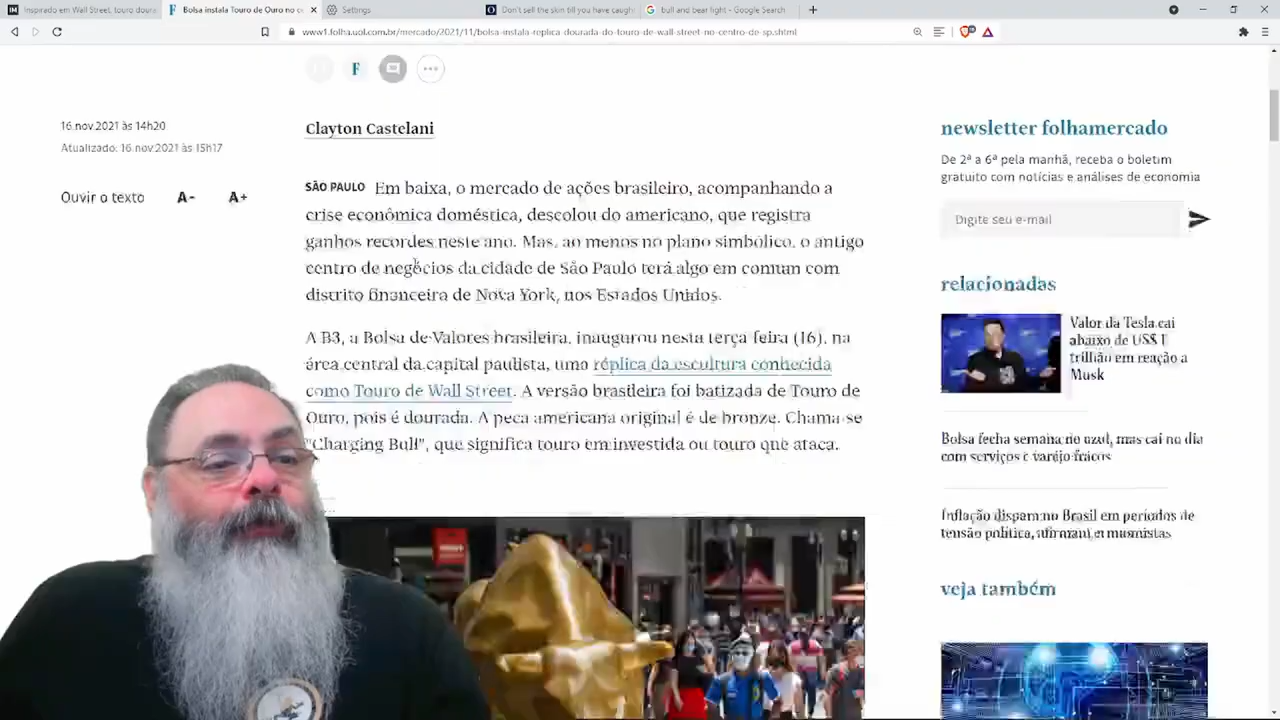 Inspirado em Wall Street, touro doura
Bolsa instala Touro de Ouro no c
Settings
Don't sell the skin till you have caught
bull and bear fight - Google Search
www1.folha.uol.com.br/mercado/2021/11/bolsa-instala-replica-dourada-do-touro-de-wall-street-no-centro-de-sp.shtml
F
16.nov.2021 às 14h20
Atualizado: 16.nov.2021 às 15h17
Ouvir o texto A- A+
Clayton Castelani
SÃO PAULO Em baixa, o mercado de ações brasileiro, acompanhando a
crise econômica doméstica, descolou do americano, que registra
ganhos recordes neste ano. Mas, ao menos no plano simbólico, o antigo
centro de negócios da cidade de São Paulo terá algo em comum com
distrito financeira de Nova York, nos Estados Unidos.
A B3, a Bolsa de Valores brasileira, inaugurou nesta terça feira (16), na
área central da capital paulista, uma réplica da escultura conhecida
como Touro de Wall Street. A versão brasileira foi batizada de Touro de
Ouro, pois é dourada. A peça americana original é de bronze. Chama-se
"Charging Bull", que significa touro em investida ou touro que ataca.
newsletter folhamercado
De 2ª a 6ª pela manhã, receba o boletim
gratuito com notícias e análises de economia
Digite seu e-mail
relacionadas
Valor da Tesla cai
abaixo de US$ 1
trilhão em reação a
Musk
Bolsa fecha semana no azul, mas cai no dia
com serviços e varejo fracos
Inflação dispara no Brasil em períodos de
tensão política, afirmam economistas
veja também